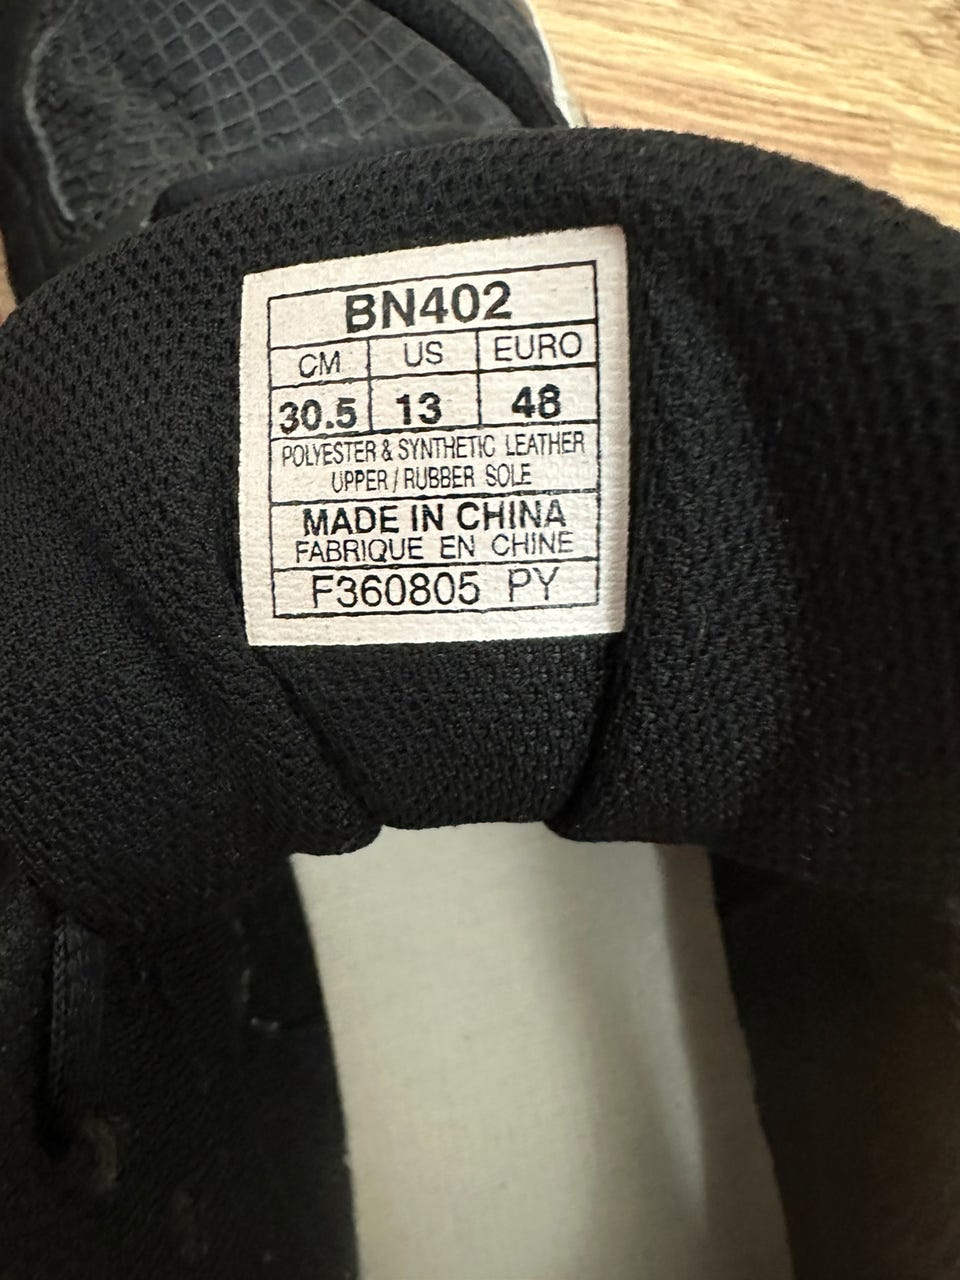 BN402
CM US EURO
30.5 13 48
POLYESTER & SYNTHETIC LEATHER
UPPER / RUBBER SOLE
MADE IN CHINA
FABRIQUE EN CHINE
F360805 PY